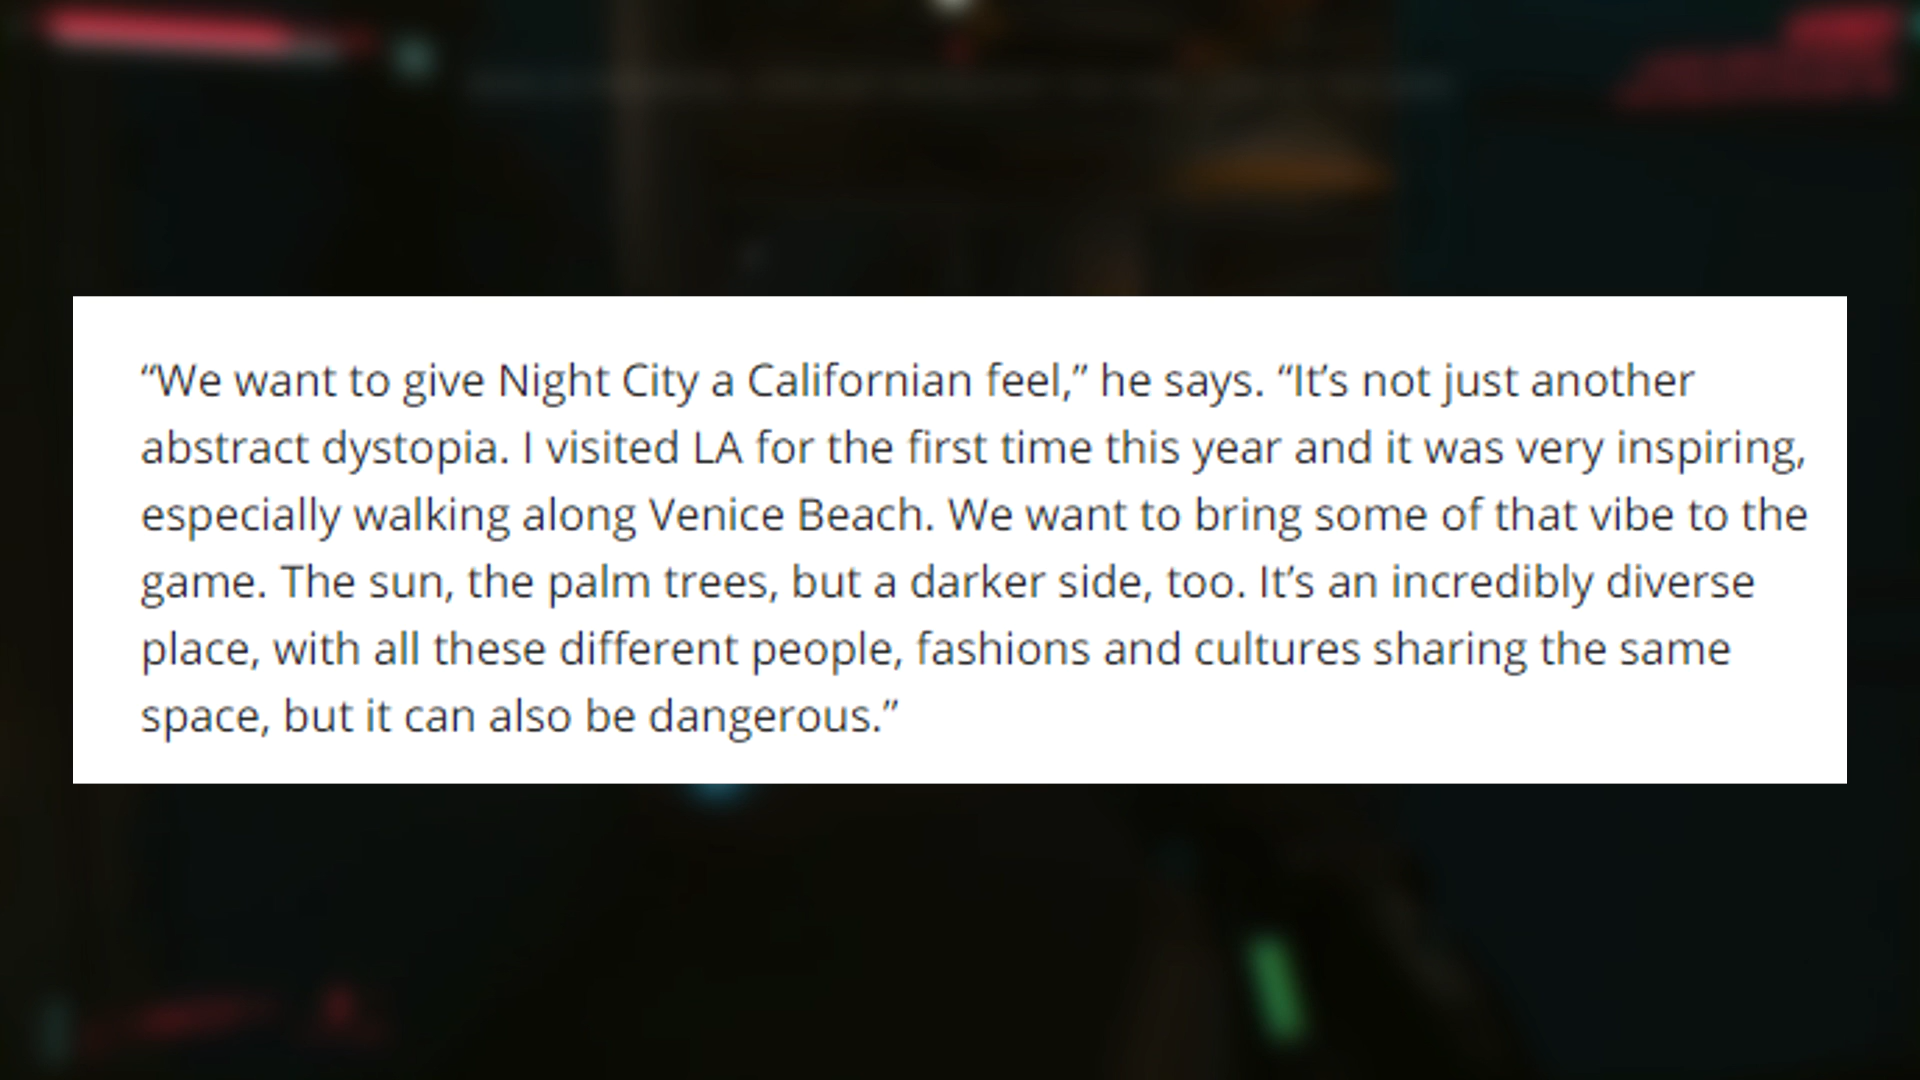 “We want to give Night City a Californian feel,” he says. “It’s not just another
abstract dystopia. I visited LA for the first time this year and it was very inspiring,
especially walking along Venice Beach. We want to bring some of that vibe to the
game. The sun, the palm trees, but a darker side, too. It’s an incredibly diverse
place, with all these different people, fashions and cultures sharing the same
space, but it can also be dangerous.”